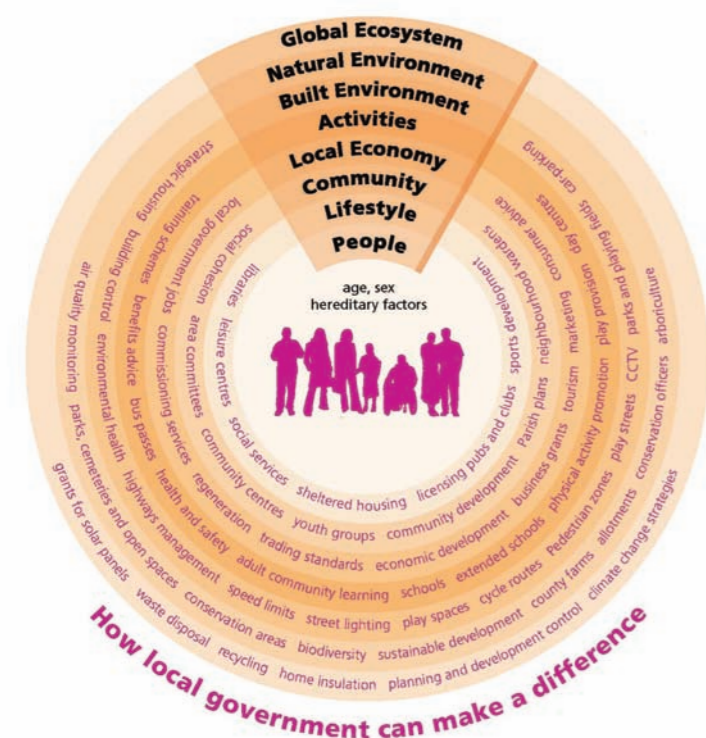 Global Ecosystem
Natural Environment
Built Environment
Activities
Local Economy
Community
Lifestyle
People
age, sex
hereditary factors
libraries leisure centres social services sheltered housing licensing pubs and clubs sports development
social cohesion area committees community centres youth groups community development Parish plans neighbourhood wardens
local government jobs commissioning services regeneration trading standards economic development business grants tourism marketing consumer advice
training schemes benefits advice bus passes health and safety adult community learning schools extended schools physical activity promotion play provision day centres
strategic housing building control environmental health highways management speed limits street lighting play spaces cycle routes Pedestrian zones play streets CCTV parks and playing fields car-parking
air quality monitoring parks, cemeteries and open spaces conservation areas biodiversity sustainable development county farms allotments conservation officers arboriculture
grants for solar panels waste disposal recycling home insulation planning and development control climate change strategies
How local government can make a difference